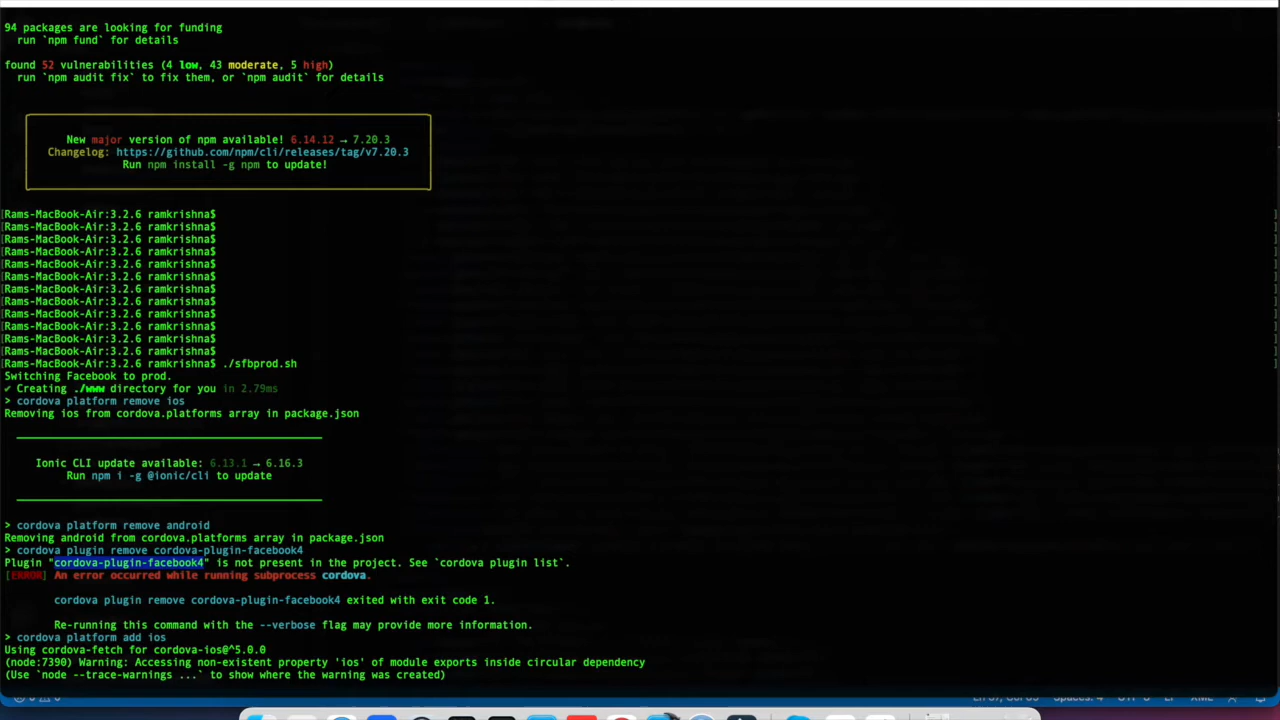 94 packages are looking for funding
run `npm fund` for details
found 52 vulnerabilities (4 low, 43 moderate, 5 high)
run `npm audit fix` to fix them, or `npm audit` for details
New major version of npm available! 6.14.12 → 7.20.3
Changelog: https://github.com/npm/cli/releases/tag/v7.20.3
Run npm install -g npm to update!
[Rams-MacBook-Air:3.2.6 ramkrishna$ ]
[Rams-MacBook-Air:3.2.6 ramkrishna$ ]
[Rams-MacBook-Air:3.2.6 ramkrishna$ ]
[Rams-MacBook-Air:3.2.6 ramkrishna$ ]
[Rams-MacBook-Air:3.2.6 ramkrishna$ ]
[Rams-MacBook-Air:3.2.6 ramkrishna$ ]
[Rams-MacBook-Air:3.2.6 ramkrishna$ ]
[Rams-MacBook-Air:3.2.6 ramkrishna$ ]
[Rams-MacBook-Air:3.2.6 ramkrishna$ ]
[Rams-MacBook-Air:3.2.6 ramkrishna$ ]
[Rams-MacBook-Air:3.2.6 ramkrishna$ ]
[Rams-MacBook-Air:3.2.6 ramkrishna$ ]
[Rams-MacBook-Air:3.2.6 ramkrishna$ ./sfbprod.sh ]
Switching Facebook to prod.
✔ Creating ./www directory for you in 2.79ms
> cordova platform remove ios
Removing ios from cordova.platforms array in package.json
Ionic CLI update available: 6.13.1 → 6.16.3
Run npm i -g @ionic/cli to update
> cordova platform remove android
Removing android from cordova.platforms array in package.json
> cordova plugin remove cordova-plugin-facebook4
Plugin "cordova-plugin-facebook4" is not present in the project. See `cordova plugin list`.
[ERROR] An error occurred while running subprocess cordova.
cordova plugin remove cordova-plugin-facebook4 exited with exit code 1.
Re-running this command with the --verbose flag may provide more information.
> cordova platform add ios
Using cordova-fetch for cordova-ios@^5.0.0
(node:7390) Warning: Accessing non-existent property 'ios' of module exports inside circular dependency
(Use `node --trace-warnings ...` to show where the warning was created)